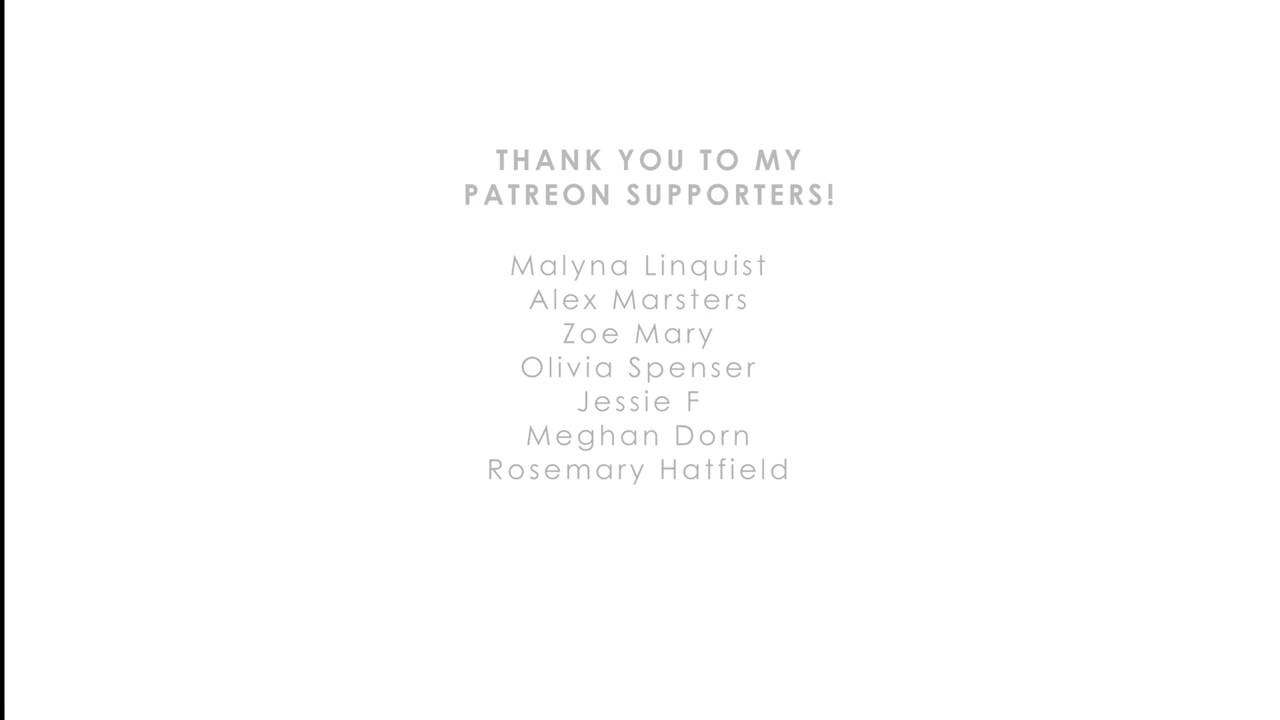 THANK YOU TO MY
PATREON SUPPORTERS!
Malyna Linquist
Alex Marsters
Zoe Mary
Olivia Spenser
Jessie F
Meghan Dorn
Rosemary Hatfield